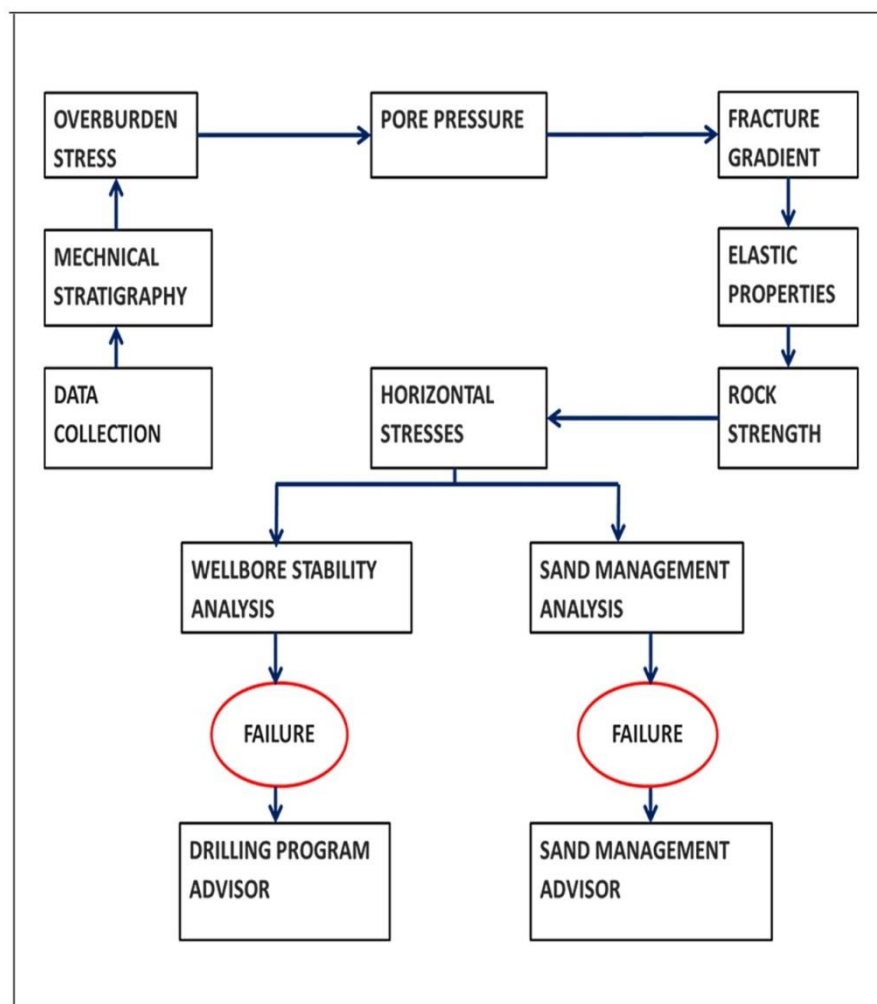 OVERBURDEN
STRESS
PORE PRESSURE
FRACTURE
GRADIENT
MECHNICAL
STRATIGRAPHY
ELASTIC
PROPERTIES
DATA
COLLECTION
HORIZONTAL
STRESSES
ROCK
STRENGTH
WELLBORE STABILITY
ANALYSIS
SAND MANAGEMENT
ANALYSIS
FAILURE
FAILURE
DRILLING PROGRAM
ADVISOR
SAND MANAGEMENT
ADVISOR